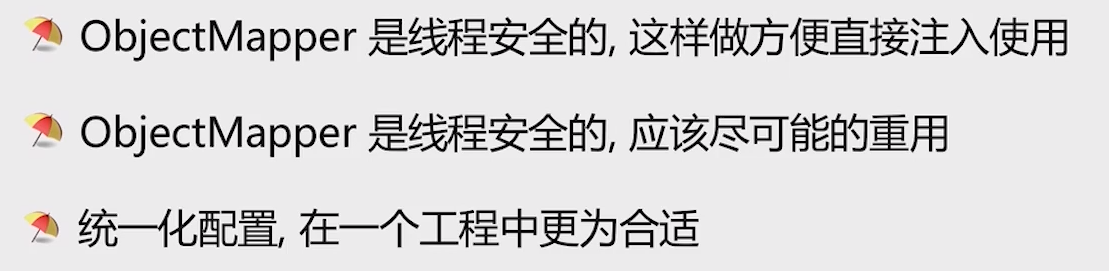 ObjectMapper 是线程安全的, 这样做方便直接注入使用
ObjectMapper 是线程安全的, 应该尽可能的重用
统一化配置, 在一个工程中更为合适